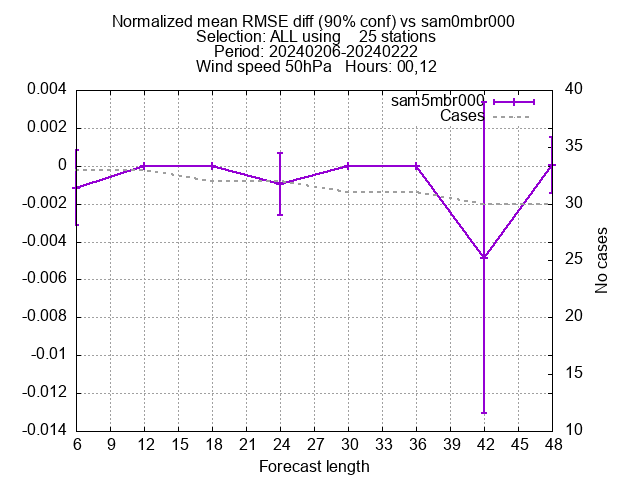 Normalized mean RMSE diff (90% conf) vs sam0mbr000
Selection: ALL using    25 stations
Period: 20240206-20240222
Wind speed 50hPa   Hours: 00,12
sam5mbr000
Cases
0.004
0.002
0
-0.002
-0.004
-0.006
-0.008
-0.01
-0.012
-0.014
40
35
30
25
20
15
10
No cases
6 9 12 15 18 21 24 27 30 33 36 39 42 45 48
Forecast length